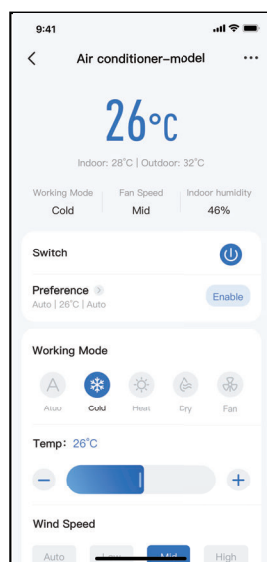 9:41
Air conditioner-model
26°C
Indoor: 28°C | Outdoor: 32°C
Working Mode Fan Speed Indoor humidity
Cold Mid 46%
Switch
Preference
Auto | 26°C | Auto
Enable
Working Mode
A
Auto Cold Heat Dry Fan
Temp: 26°C
Wind Speed
Auto Low Mid High